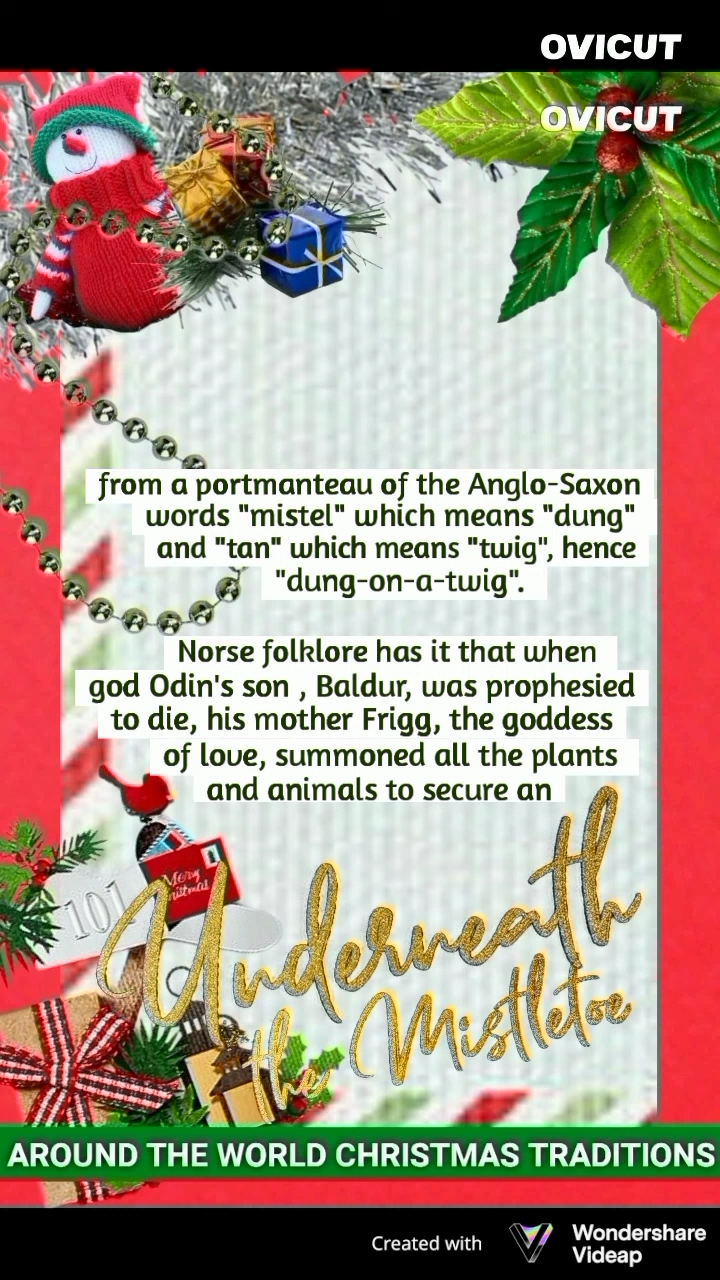 OVICUT
OVICUT
from a portmanteau of the Anglo-Saxon
words "mistel" which means "dung"
and "tan" which means "twig", hence
"dung-on-a-twig".
Norse folklore has it that when
god Odin's son , Baldur, was prophesied
to die, his mother Frigg, the goddess
of love, summoned all the plants
and animals to secure an
101
Merry
Christmas
Underneath
the Mistletoe
AROUND THE WORLD CHRISTMAS TRADITIONS
Created with
Wondershare
Videap